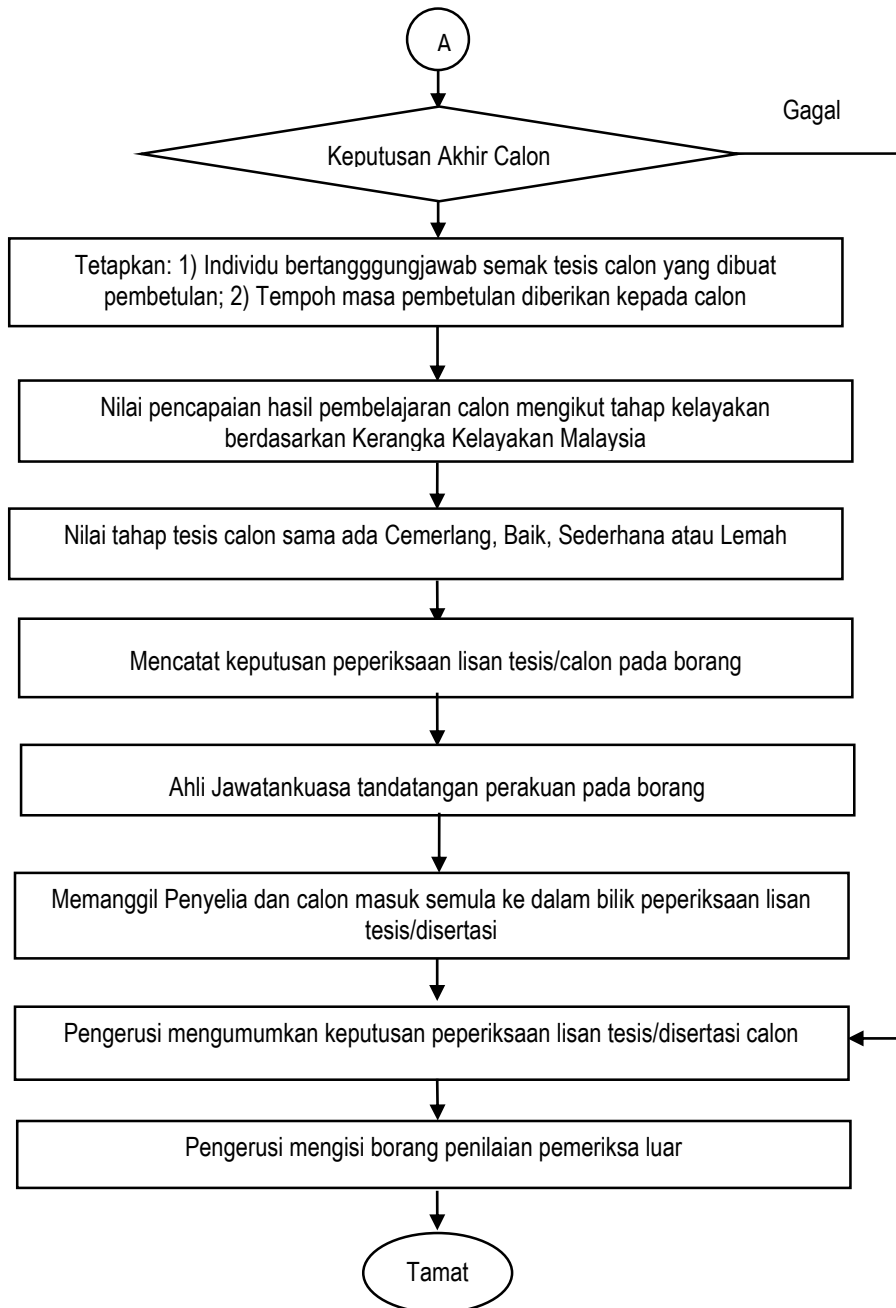 A
Gagal
Keputusan Akhir Calon
Tetapkan: 1) Individu bertangggungjawab semak tesis calon yang dibuat
pembetulan; 2) Tempoh masa pembetulan diberikan kepada calon
Nilai pencapaian hasil pembelajaran calon mengikut tahap kelayakan
berdasarkan Kerangka Kelayakan Malaysia
Nilai tahap tesis calon sama ada Cemerlang, Baik, Sederhana atau Lemah
Mencatat keputusan peperiksaan lisan tesis/calon pada borang
Ahli Jawatankuasa tandatangan perakuan pada borang
Memanggil Penyelia dan calon masuk semula ke dalam bilik peperiksaan lisan
tesis/disertasi
Pengerusi mengumumkan keputusan peperiksaan lisan tesis/disertasi calon
Pengerusi mengisi borang penilaian pemeriksa luar
Tamat